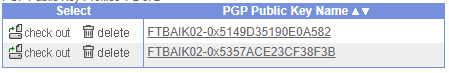 Select PGP Public Key Name ▲▼
check out delete FTBAIK02-0x5149D35190E0A582
check out delete FTBAIK02-0x5357ACE23CF38F3B